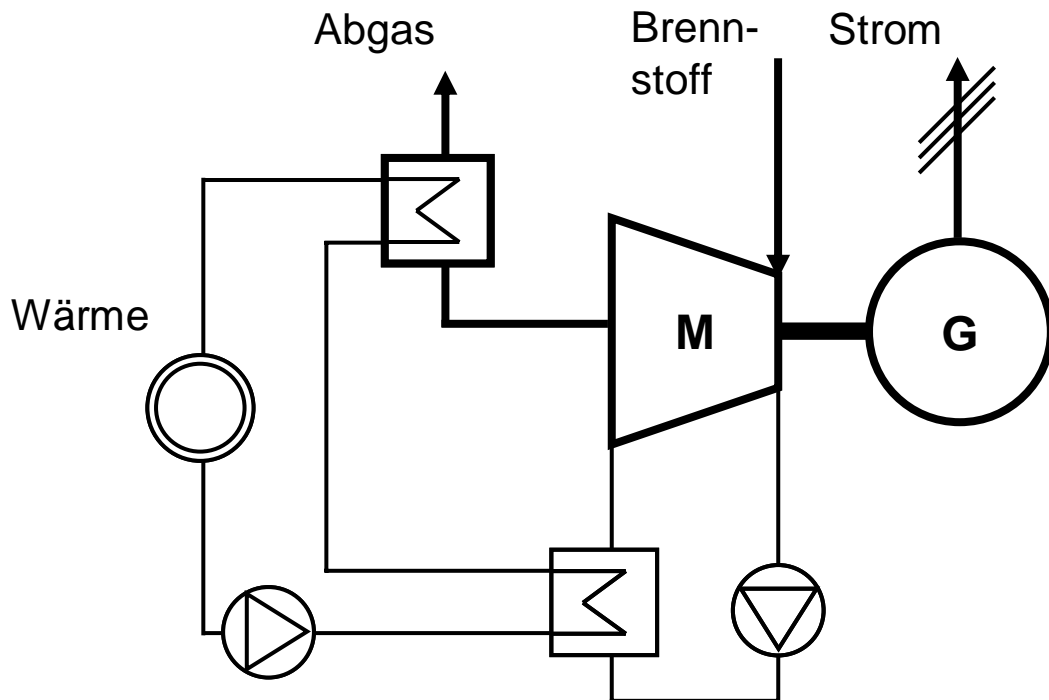 Abgas
Brenn-
stoff
Strom
Wärme
M
G